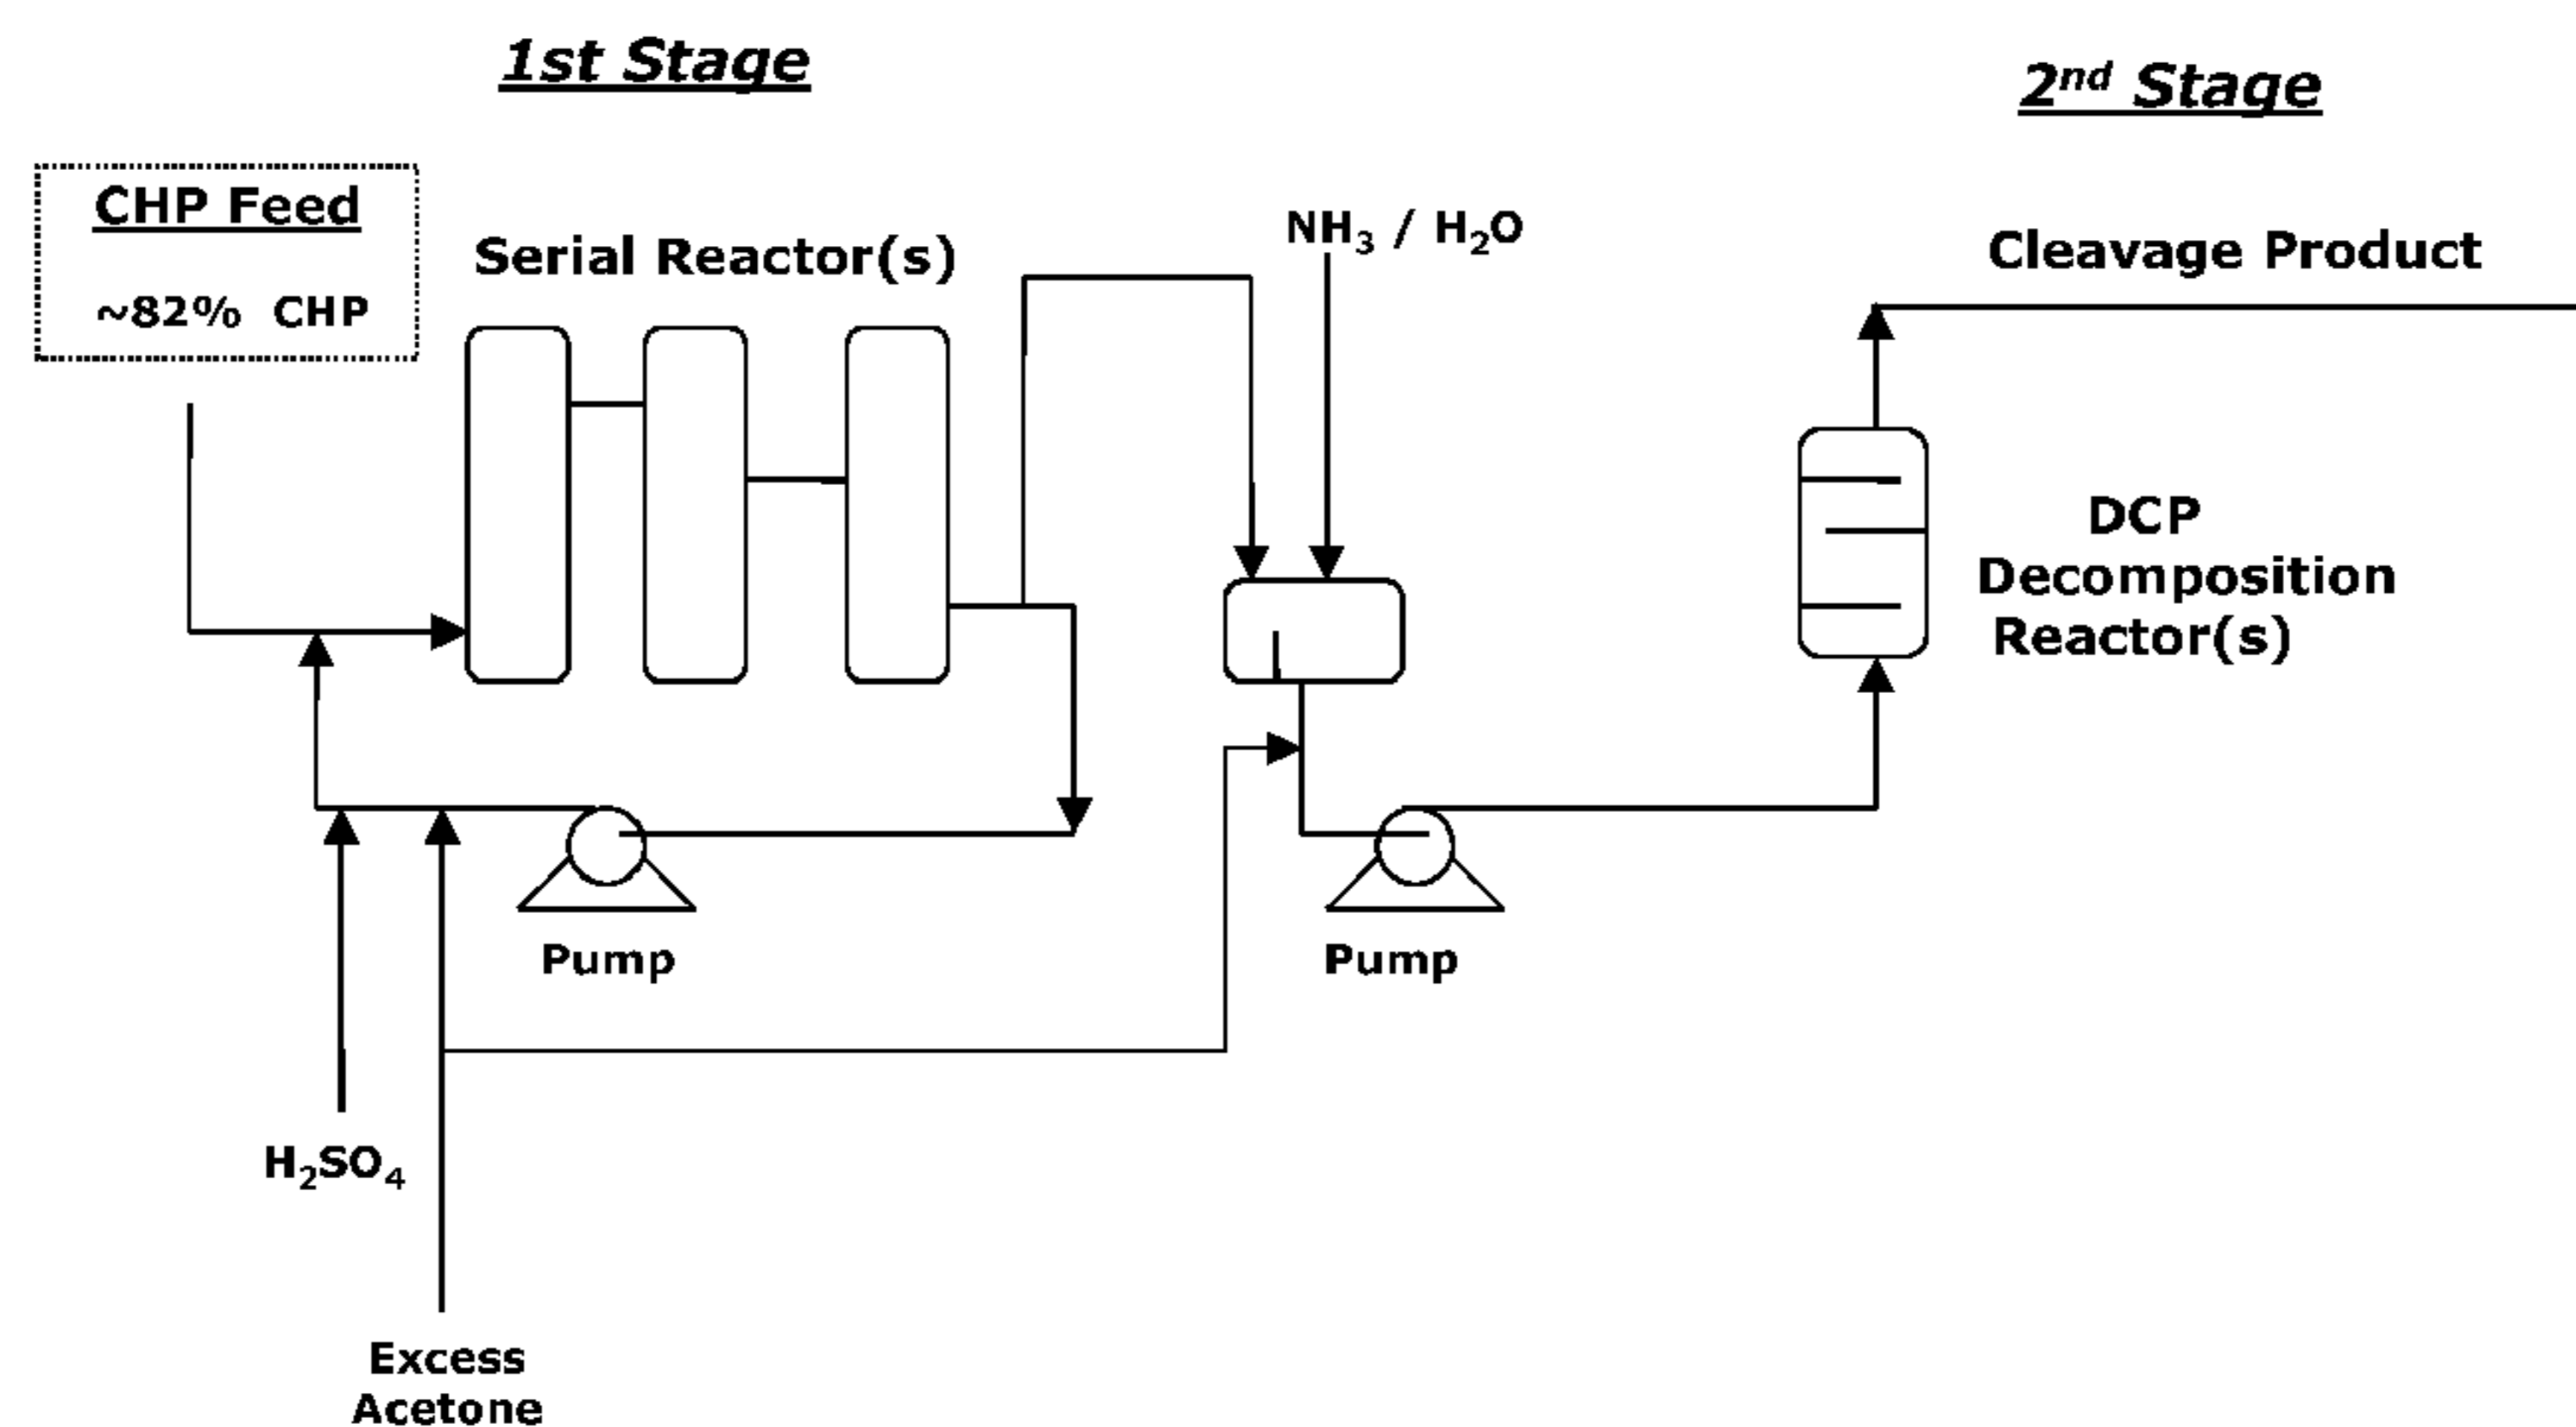 1st Stage
2nd Stage
CHP Feed
~82% CHP
Serial Reactor(s)
NH3 / H2O
Cleavage Product
DCP
Decomposition
Reactor(s)
Pump
Pump
H2SO4
Excess
Acetone